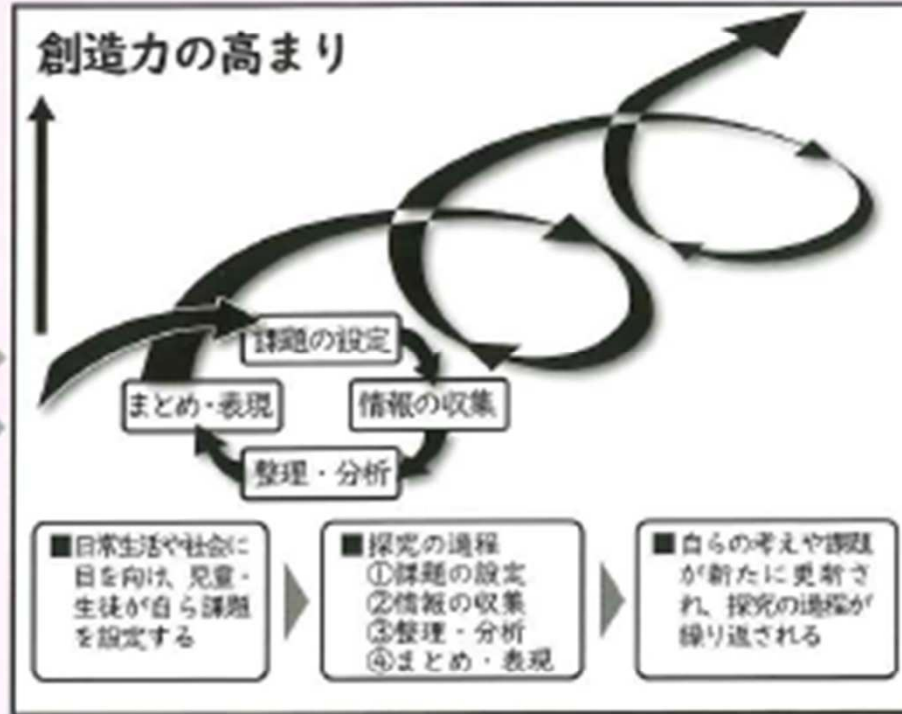 創造力の高まり
課題の設定
まとめ・表現
情報の収集
整理・分析
■日常生活や社会に
目を向け、児童・
生徒が自ら課題
を設定する
■探究の過程
①課題の設定
②情報の収集
③整理・分析
④まとめ・表現
■自らの考えや課題
が新たに更新さ
れ、探究の過程が
繰り返される